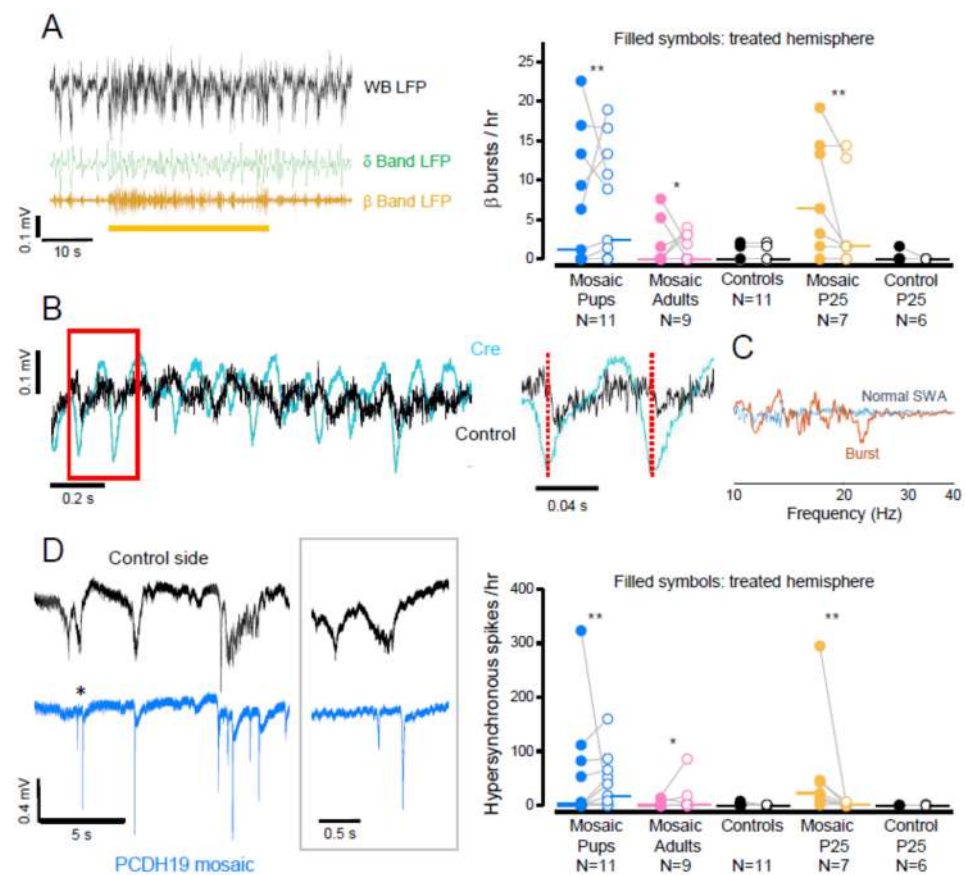 A
WB LFP
δ Band LFP
β Band LFP
0.1 mV
10 s
Filled symbols: treated hemisphere
β bursts / hr
25
20
15
10
5
0
**
*
**
Mosaic Pups N=11
Mosaic Adults N=9
Controls N=11
Mosaic P25 N=7
Control P25 N=6
B
0.1 mV
Cre
Control
0.2 s
0.04 s
C
Normal SWA
Burst
10 20 30 40
Frequency (Hz)
D
Control side
*
0.4 mV
5 s
0.5 s
PCDH19 mosaic
Filled symbols: treated hemisphere
Hypersynchronous spikes /hr
400
300
200
100
0
**
*
**
Mosaic Pups N=11
Mosaic Adults N=9
Controls N=11
Mosaic P25 N=7
Control P25 N=6